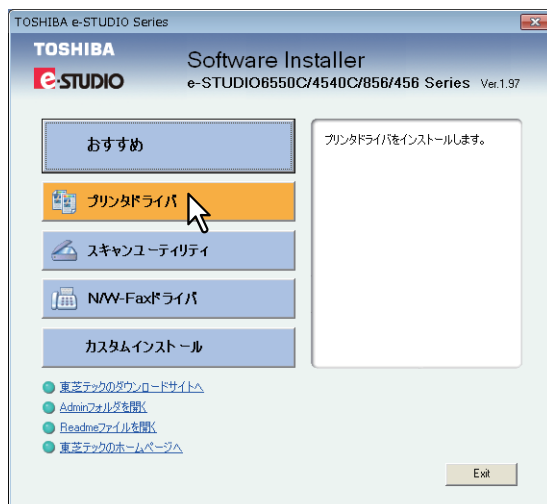 TOSHIBA e-STUDIO Series
TOSHIBA
e-STUDIO
Software Installer
e-STUDIO6550C/4540C/856/456 Series Ver.1.97
おすすめ
プリンタドライバ
スキャンユーティリティ
N/W-Faxドライバ
カスタムインストール
プリンタドライバをインストールします。
東芝テックのダウンロードサイトへ
Adminフォルダを開く
Readmeファイルを開く
東芝テックのホームページへ
Exit